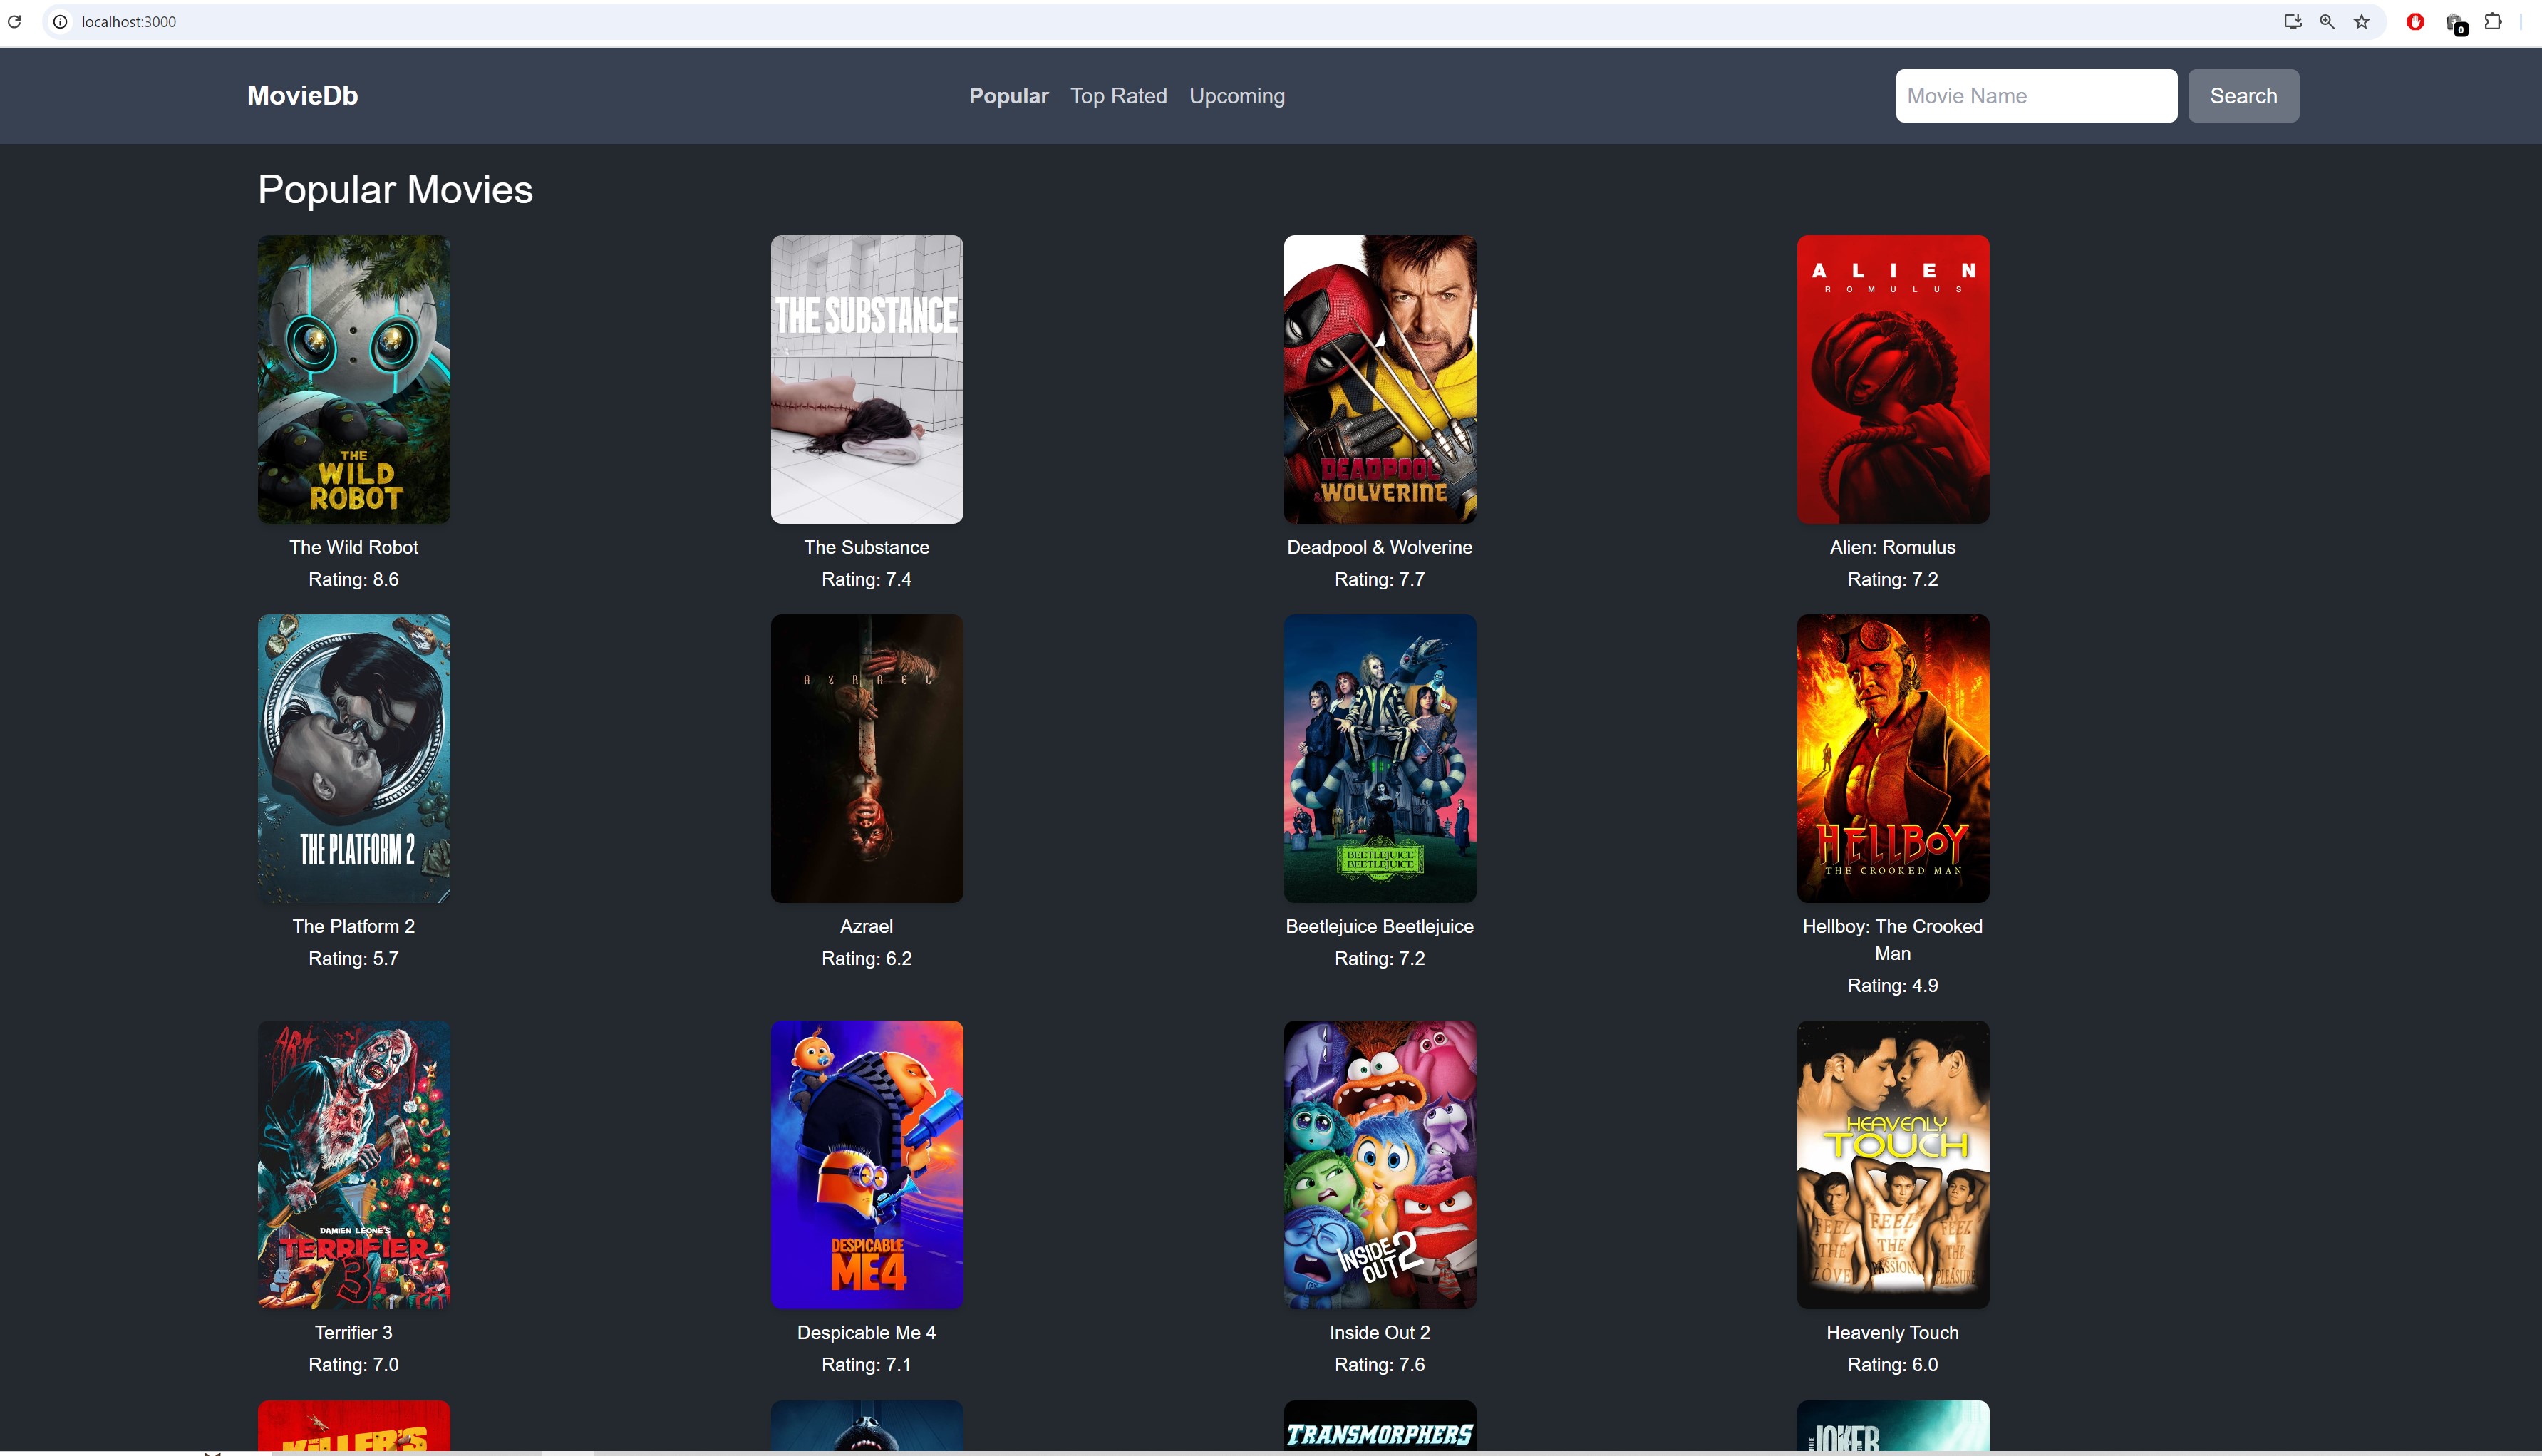 localhost:3000
0
MovieDb
Popular Top Rated Upcoming
Movie Name
Search
Popular Movies
THE
WILD
ROBOT
THE SUBSTANCE
DEADPOOL
&WOLVERINE
ALIEN
ROMULUS
The Wild Robot
Rating: 8.6
The Substance
Rating: 7.4
Deadpool & Wolverine
Rating: 7.7
Alien: Romulus
Rating: 7.2
THE PLATFORM 2
AZRAEL
BEETLEJUICE
BEETLEJUICE
HELLBOY
THE CROOKED MAN
The Platform 2
Rating: 5.7
Azrael
Rating: 6.2
Beetlejuice Beetlejuice
Rating: 7.2
Hellboy: The Crooked
Man
Rating: 4.9
ART
DAMIEN LEONE'S
TERRIFIER
3
DESPICABLE
ME4
INSIDE
OUT 2
HEAVENLY
TOUCH
FEEL
THE
LOVE
FEEL
THE
PASSION
FEEL
THE
PLEASURE
Terrifier 3
Rating: 7.0
Despicable Me 4
Rating: 7.1
Inside Out 2
Rating: 7.6
Heavenly Touch
Rating: 6.0
KILLER'S
TRANSMORPHERS
JOKER